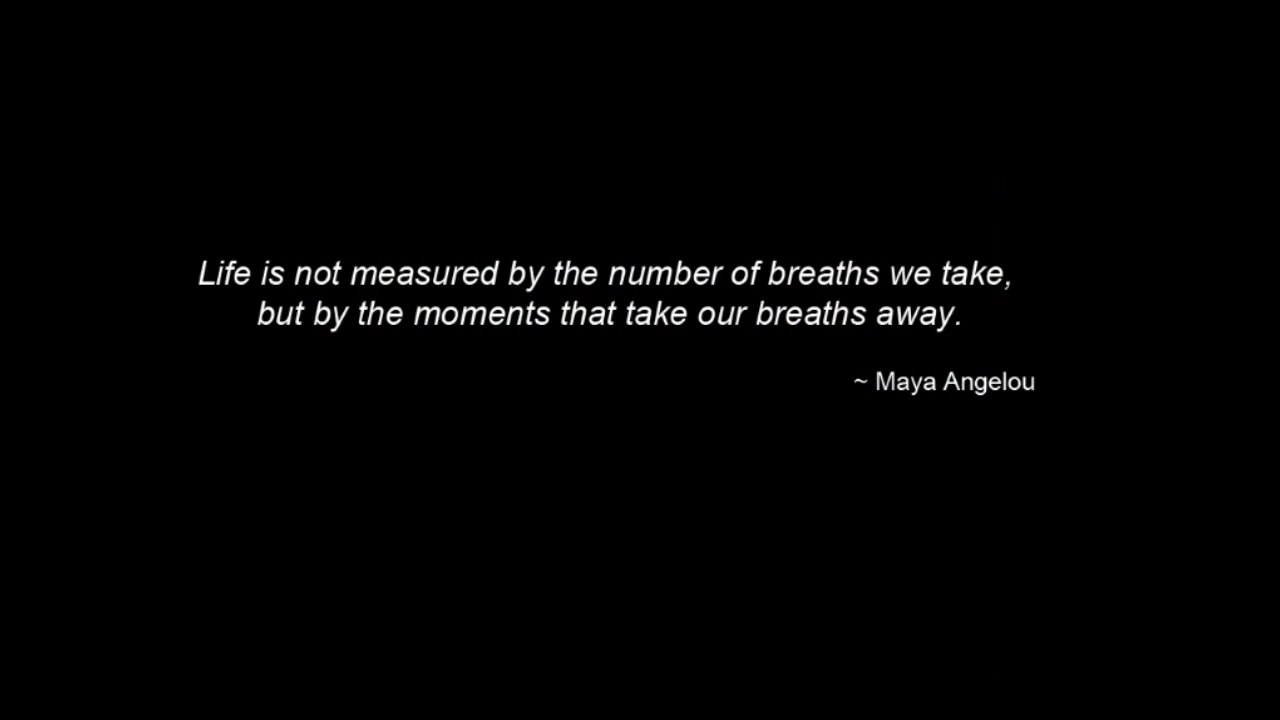 Life is not measured by the number of breaths we take,
but by the moments that take our breaths away.
~ Maya Angelou